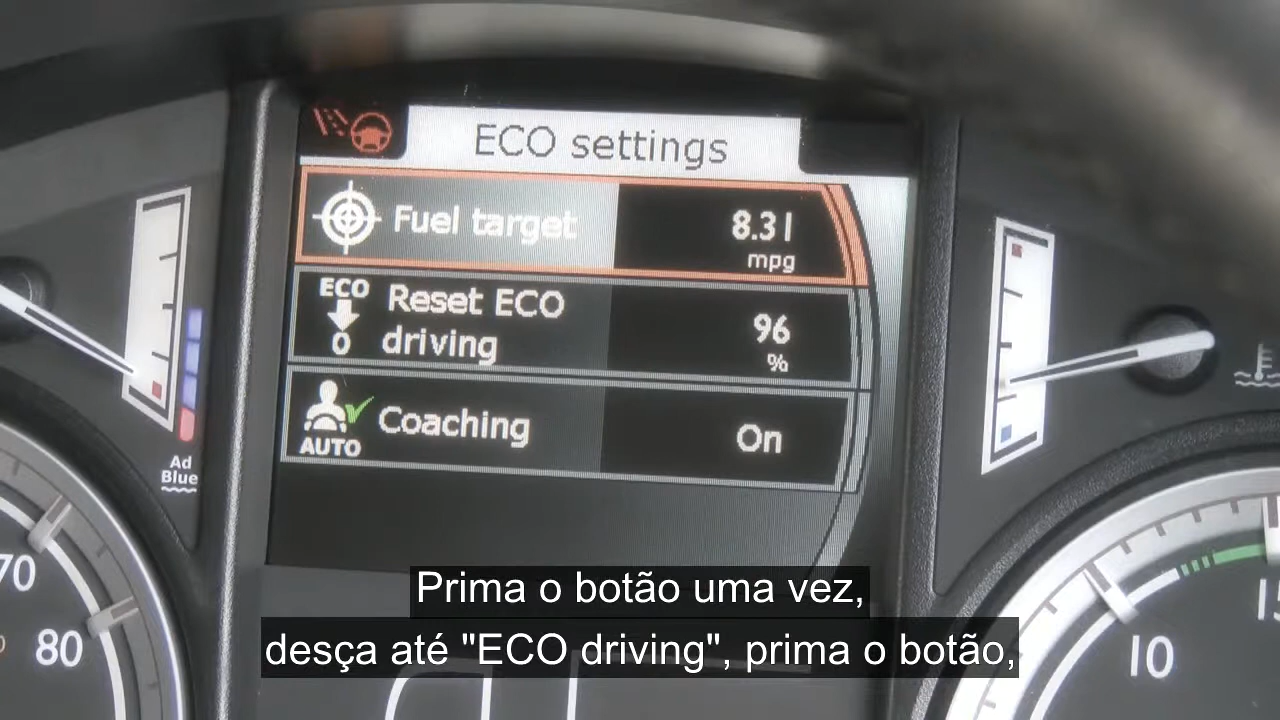 ECO settings
Fuel target
8.31
mpg
ECO
0
Reset ECO
driving
96
%
AUTO
Coaching
On
Ad
Blue
70
80
10
15
Prima o botão uma vez,
desça até "ECO driving", prima o botão,